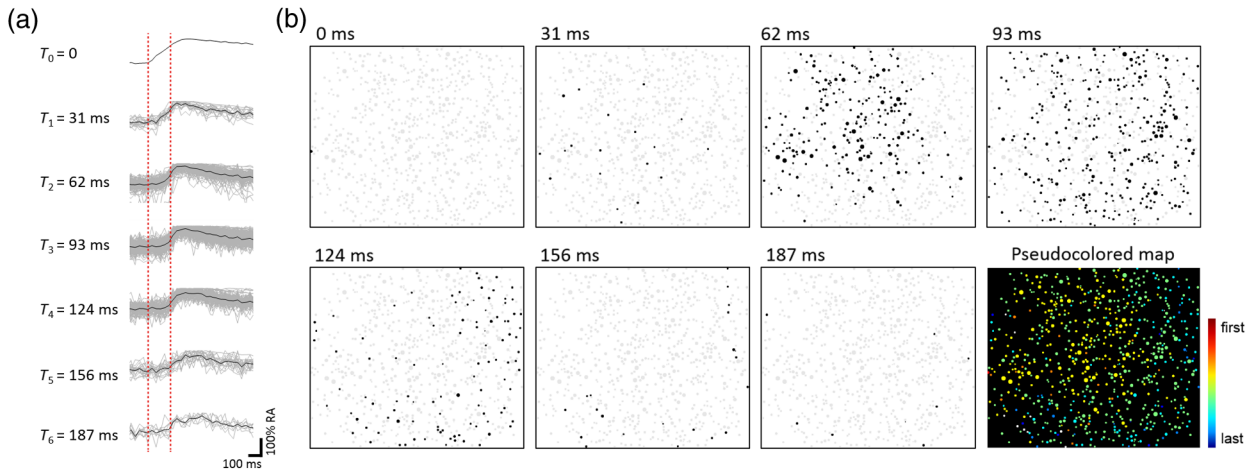 (a)
T0 = 0
T1 = 31 ms
T2 = 62 ms
T3 = 93 ms
T4 = 124 ms
T5 = 156 ms
T6 = 187 ms
100% RA
100 ms
(b)
0 ms
31 ms
62 ms
93 ms
124 ms
156 ms
187 ms
Pseudocolored map
first
last